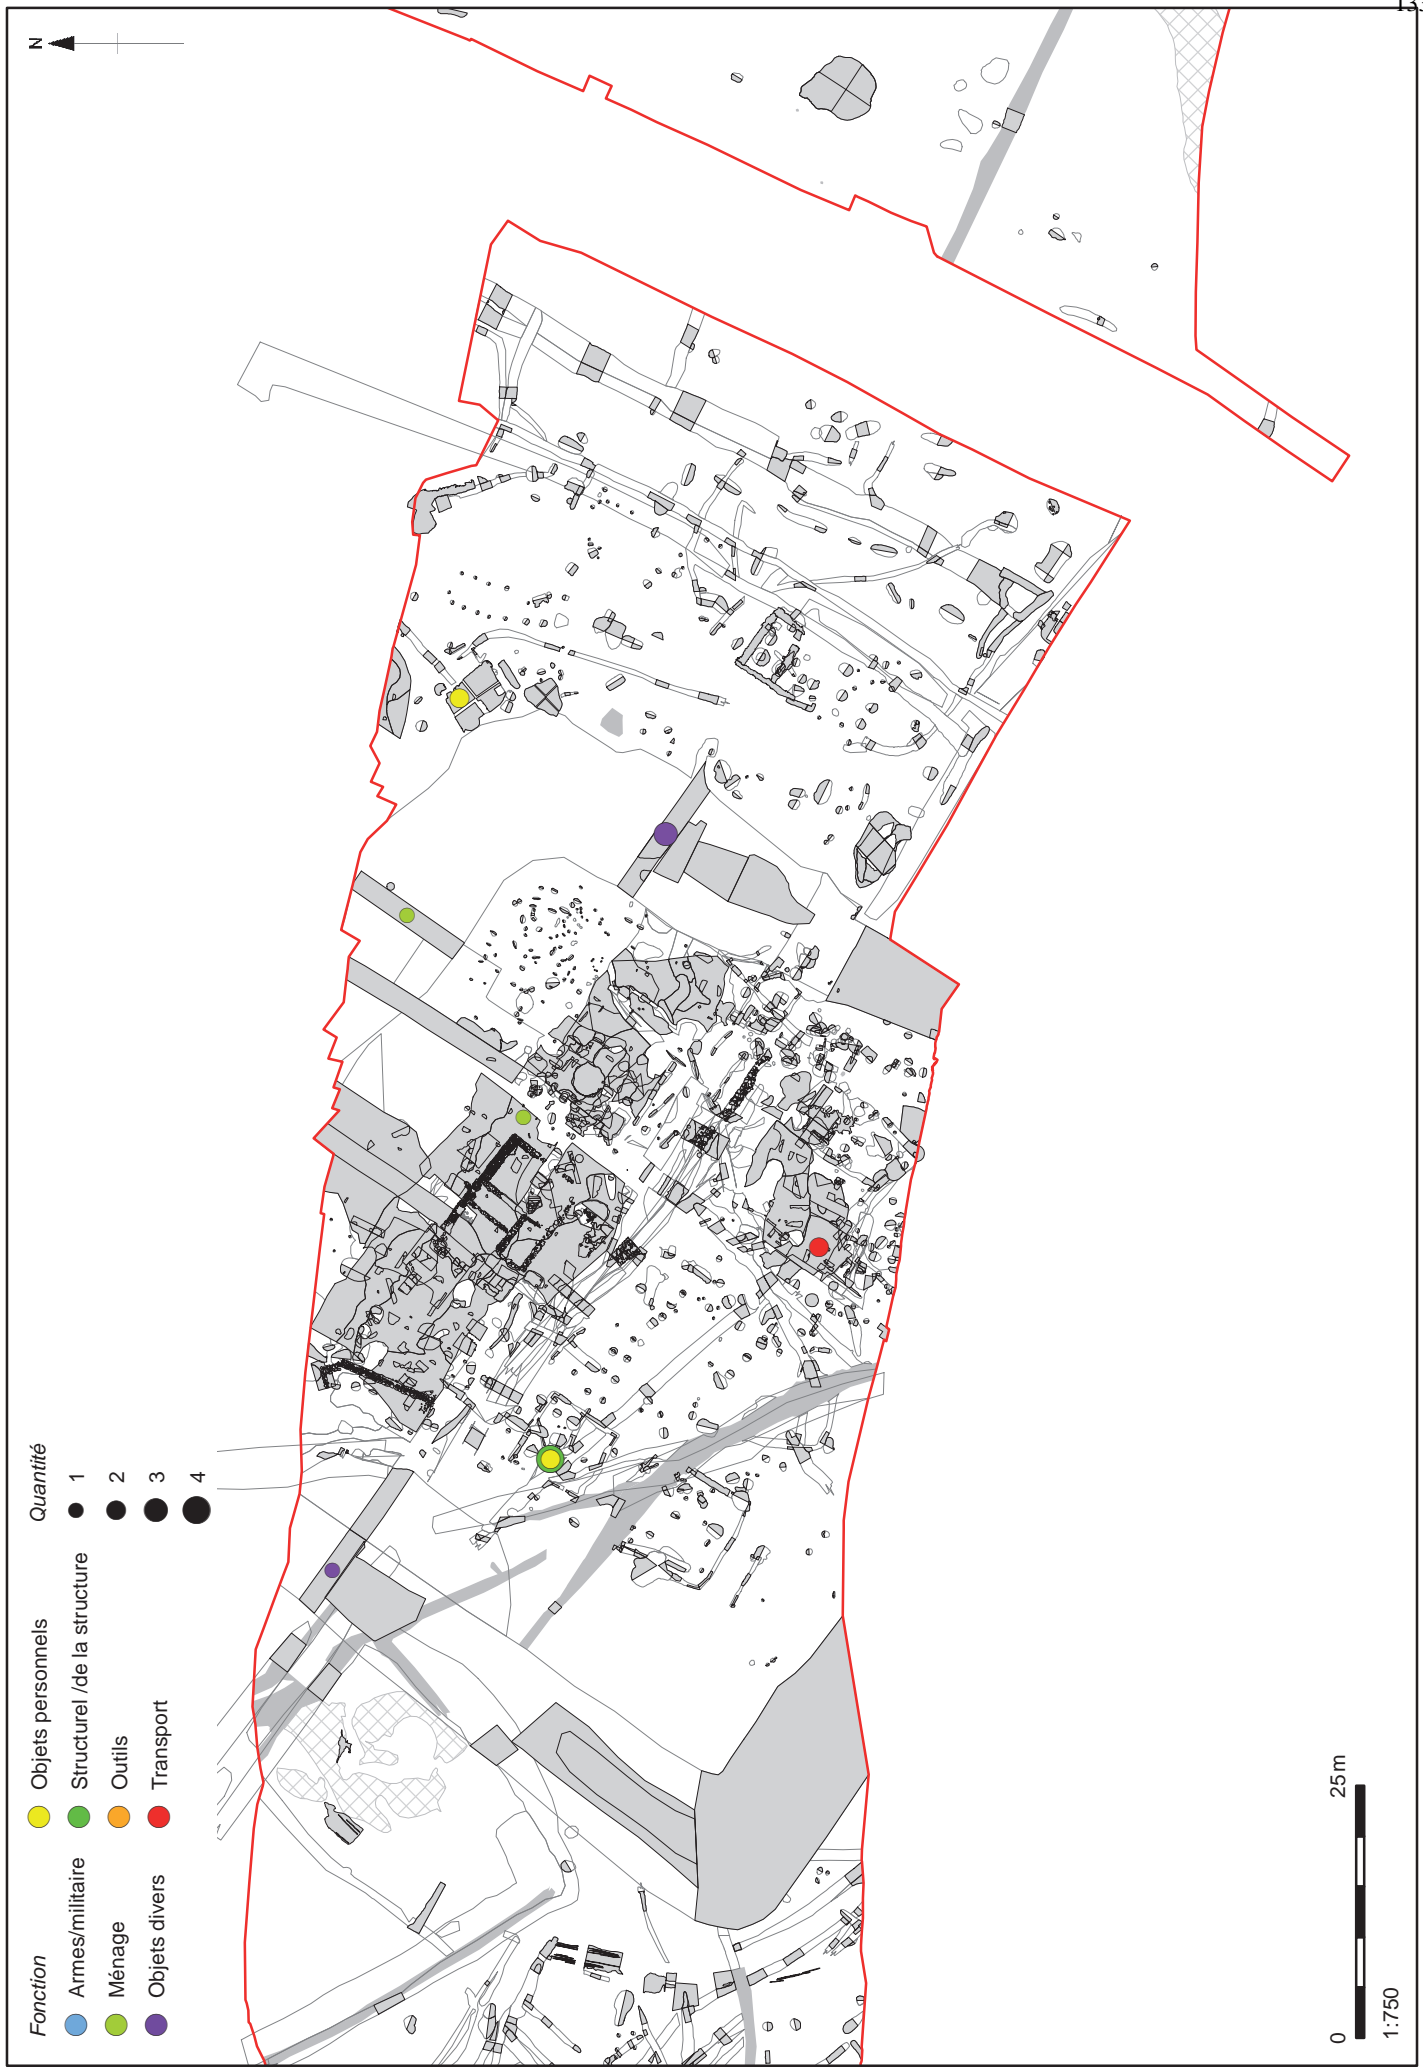 N
Fonction
Armes/militaire
Ménage
Objets divers
Objets personnels
Structurel /de la structure
Outils
Transport
Quantité
1
2
3
4
0 25m
1:750